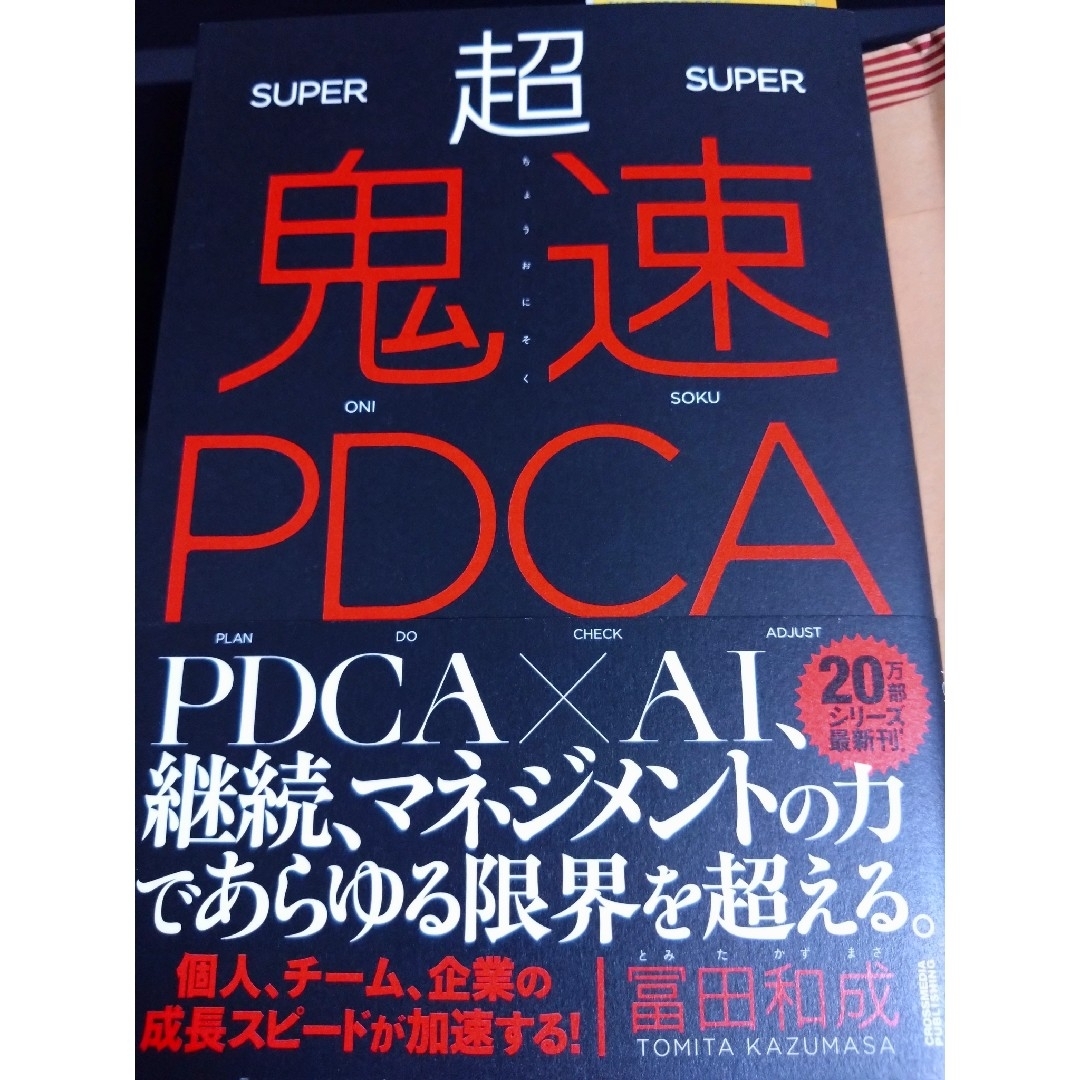 SUPER 超 SUPER
鬼速
ちょうおにそく
ONI SOKU
PDCA
PLAN DO CHECK ADJUST
PDCA×AI、
継続、マネジメントの力
であらゆる限界を超える。
20万部
シリーズ
最新刊!
個人、チーム、企業の
成長スピードが加速する!
とみ た かず まさ
冨田和成
TOMITA KAZUMASA
CROSSMEDIA
PUBLISHING